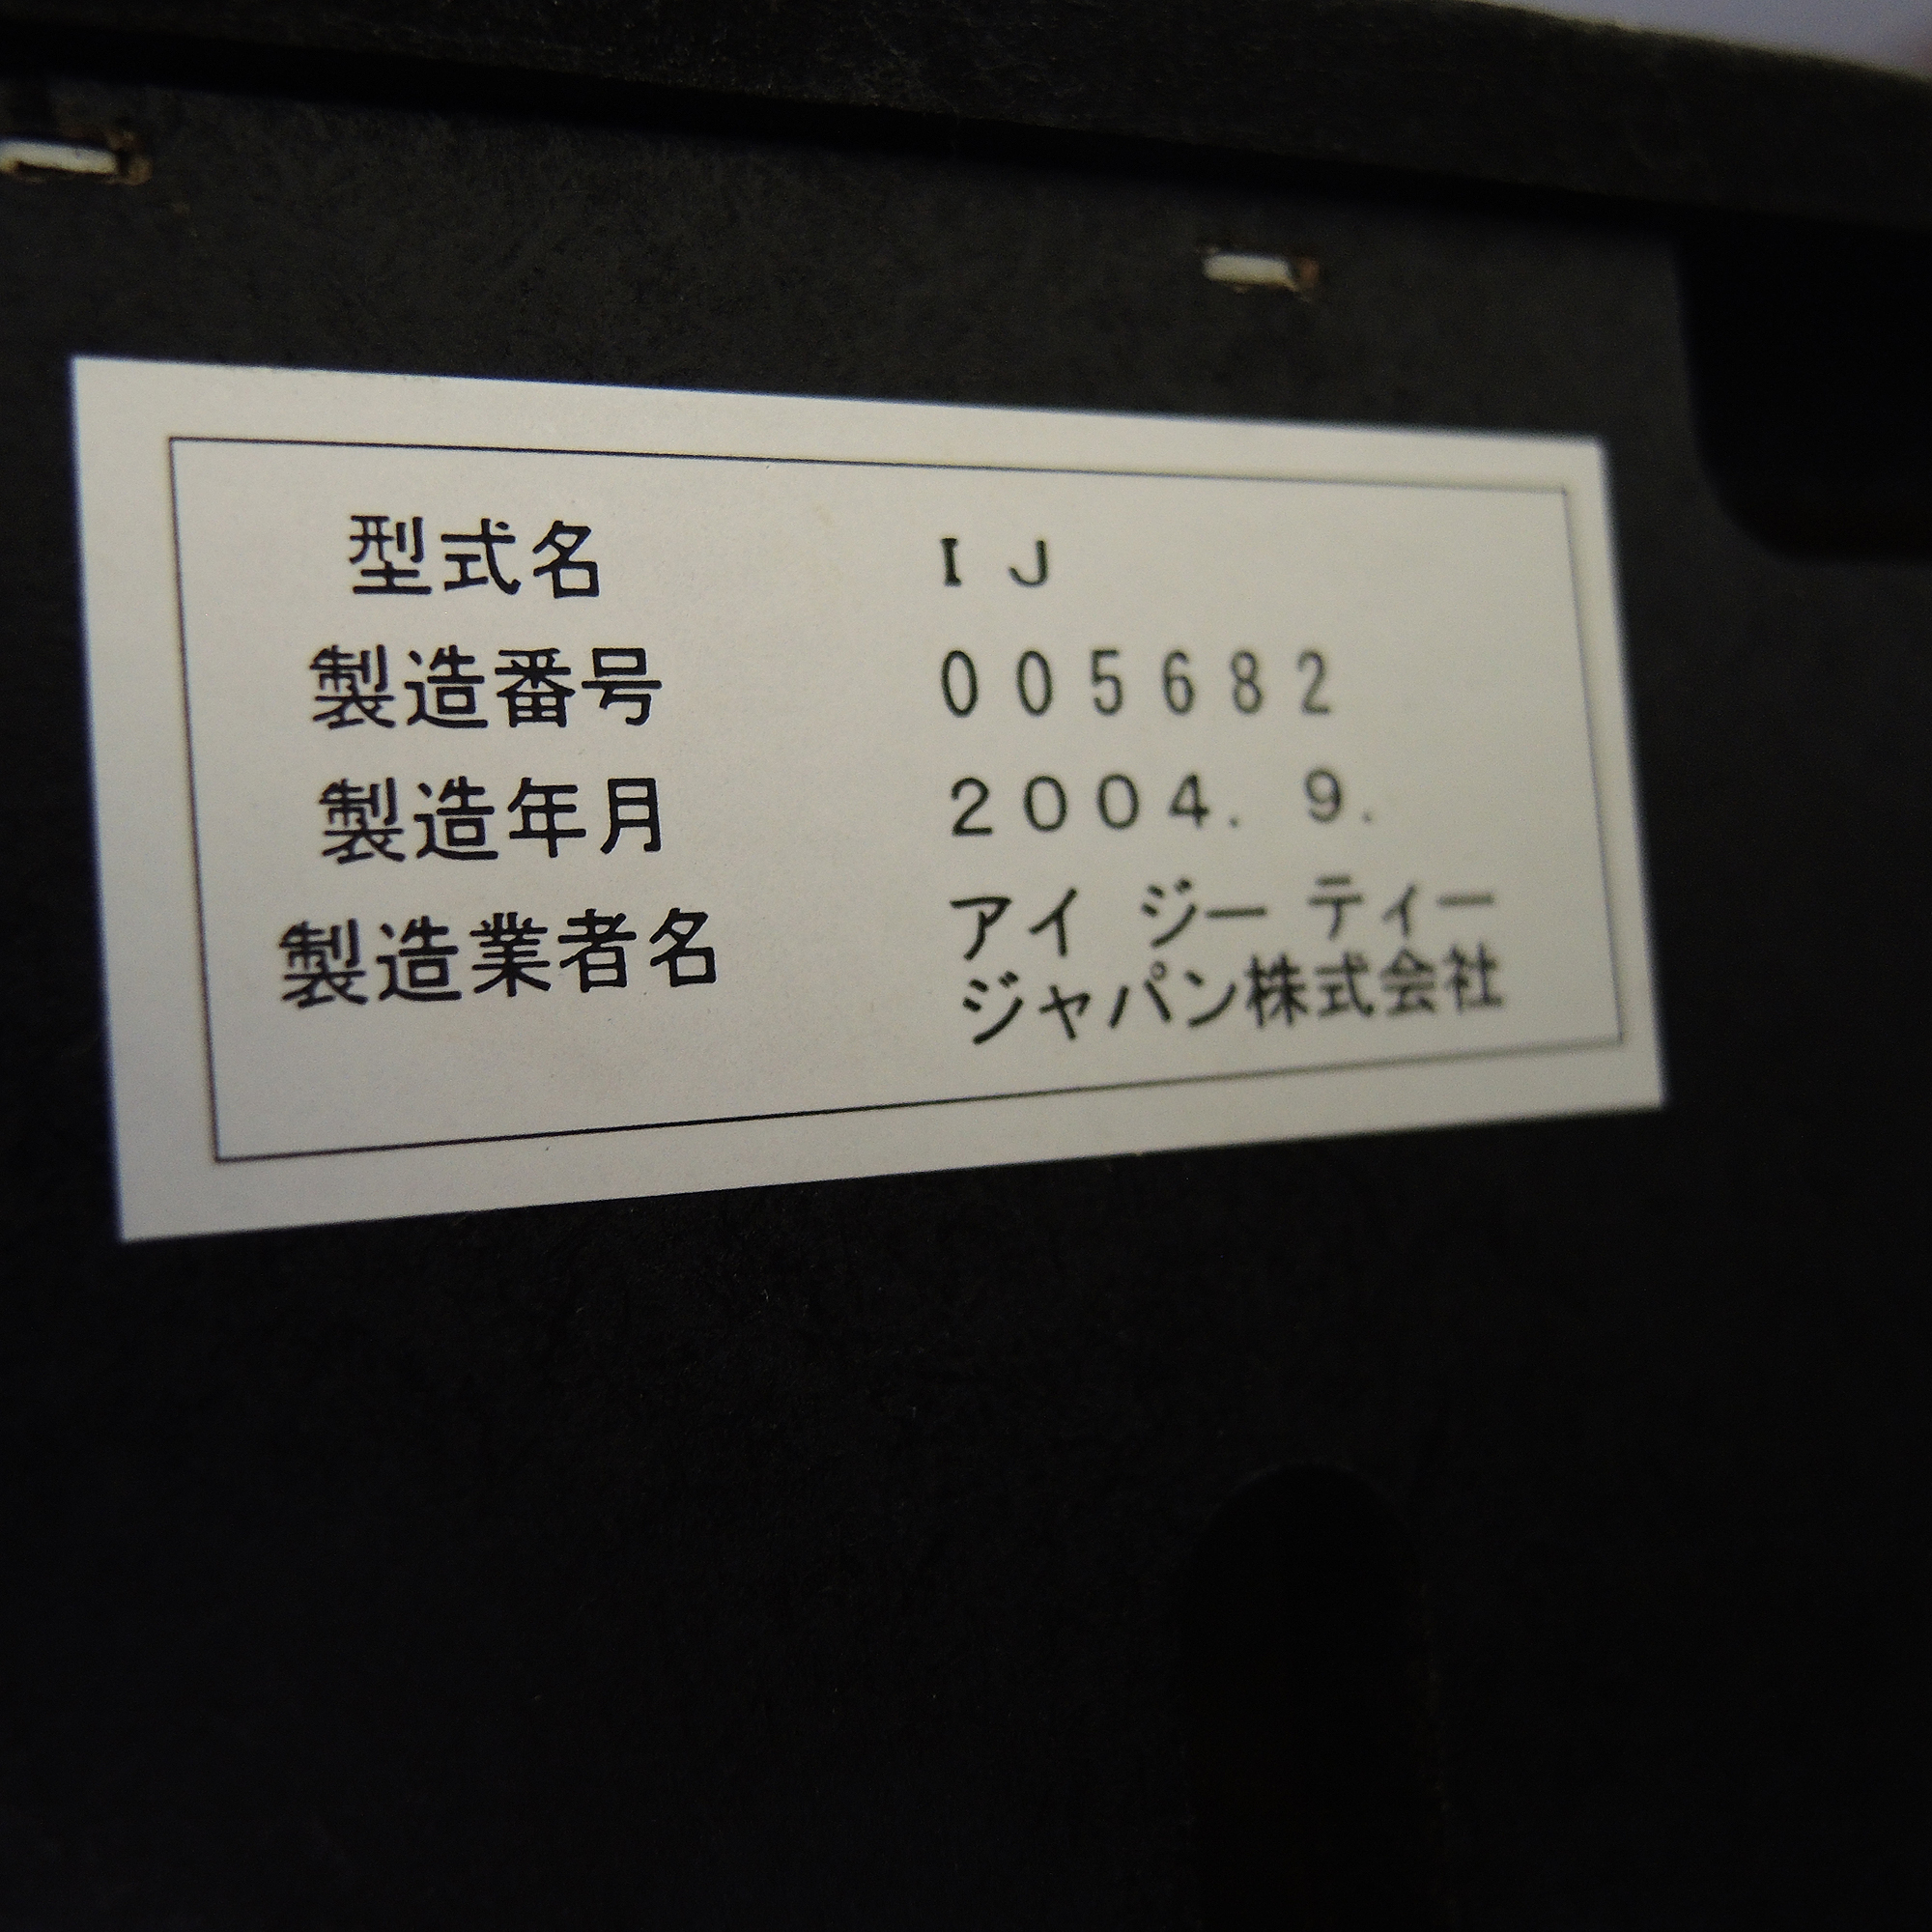 型式名 IJ
製造番号 005682
製造年月 2004. 9.
製造業者名 アイ ジー ティー
ジャパン株式会社